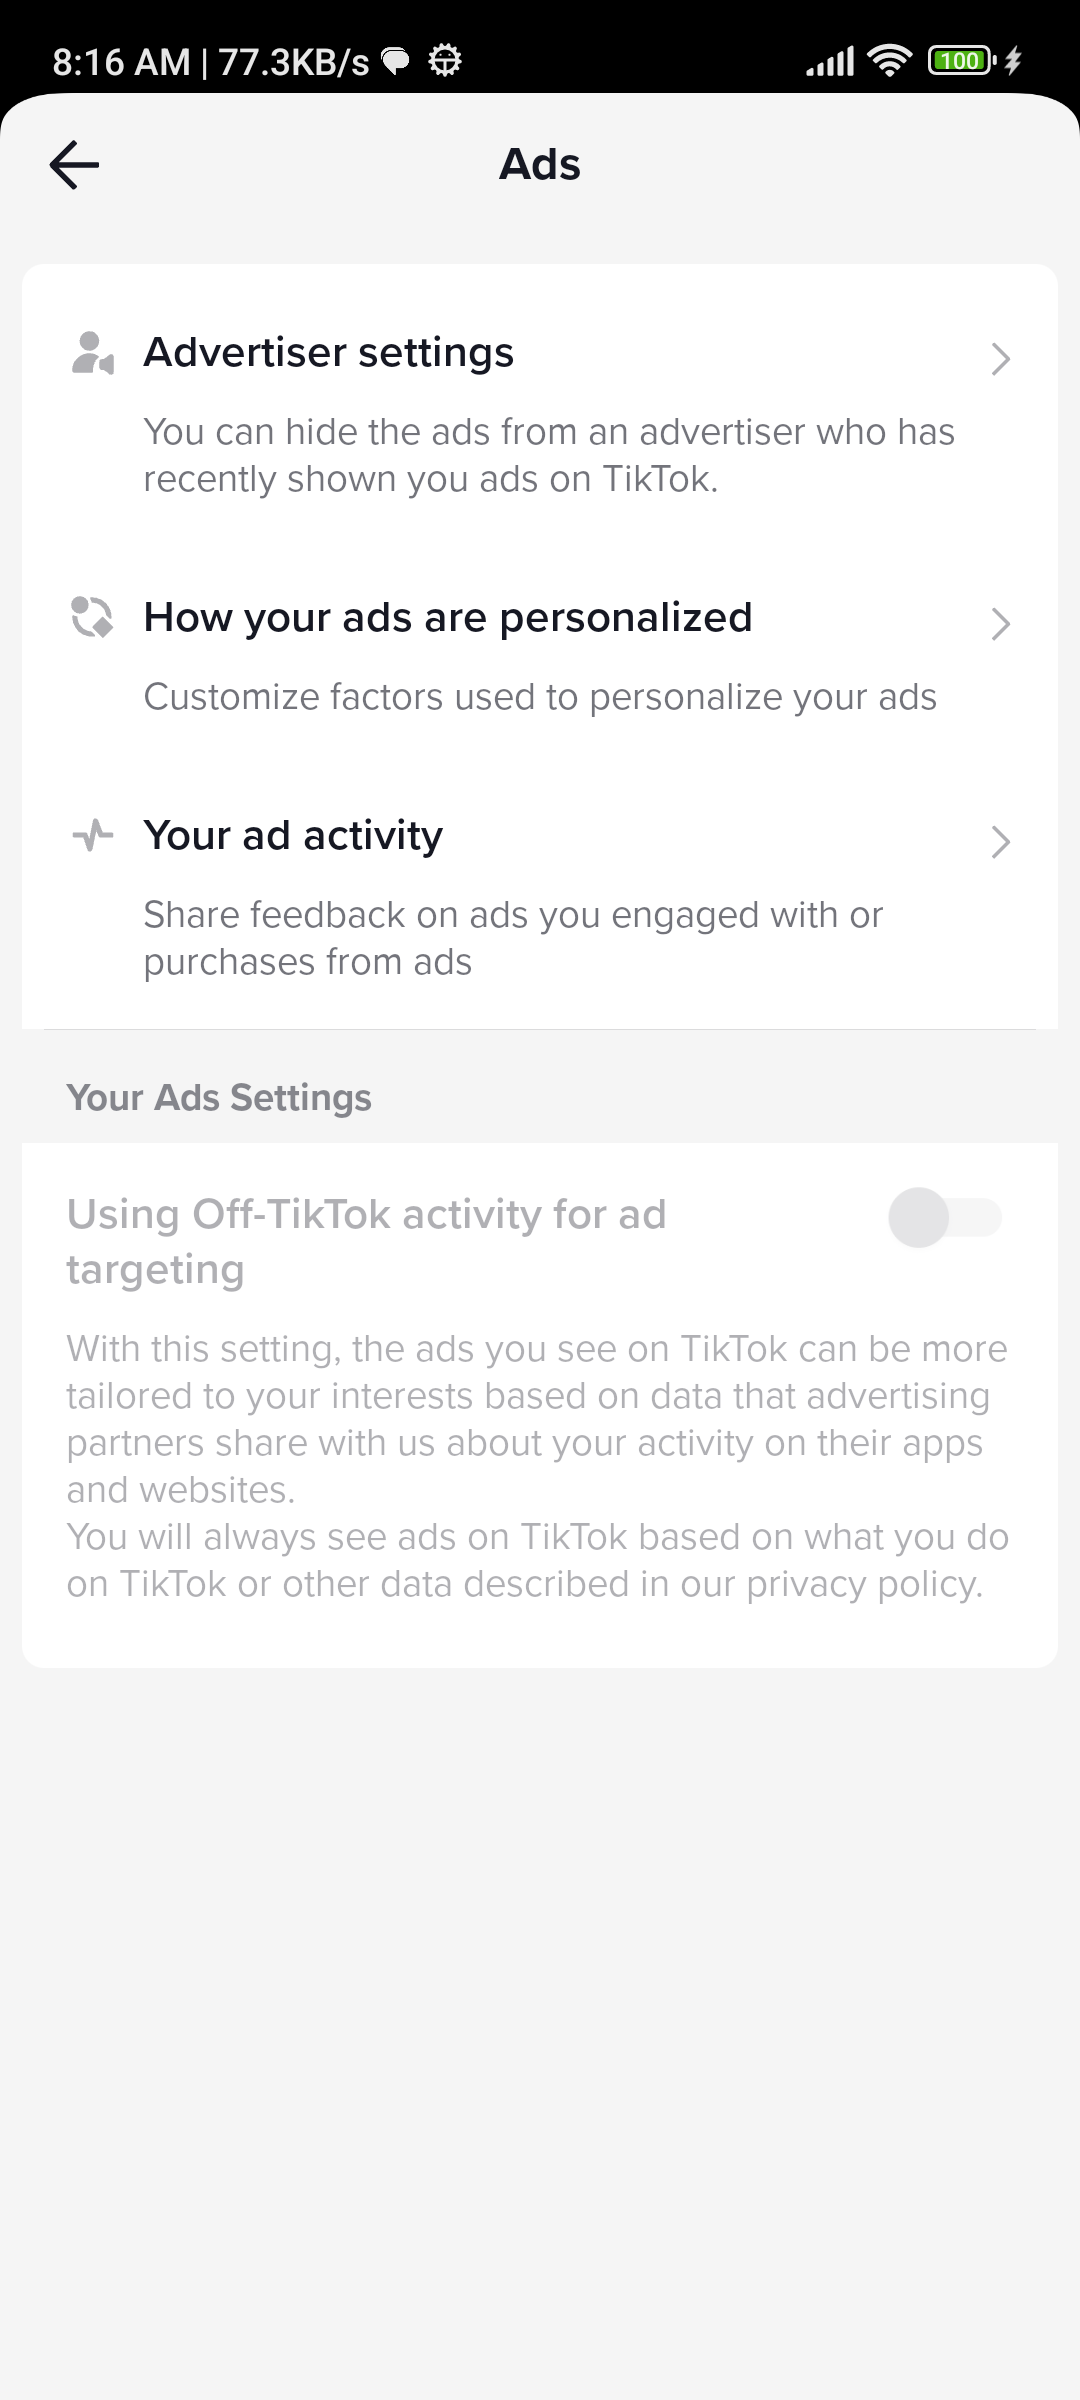 8:16 AM | 77.3KB/s
100
Ads
Advertiser settings
You can hide the ads from an advertiser who has
recently shown you ads on TikTok.
How your ads are personalized
Customize factors used to personalize your ads
Your ad activity
Share feedback on ads you engaged with or
purchases from ads
Your Ads Settings
Using Off-TikTok activity for ad
targeting
With this setting, the ads you see on TikTok can be more
tailored to your interests based on data that advertising
partners share with us about your activity on their apps
and websites.
You will always see ads on TikTok based on what you do
on TikTok or other data described in our privacy policy.